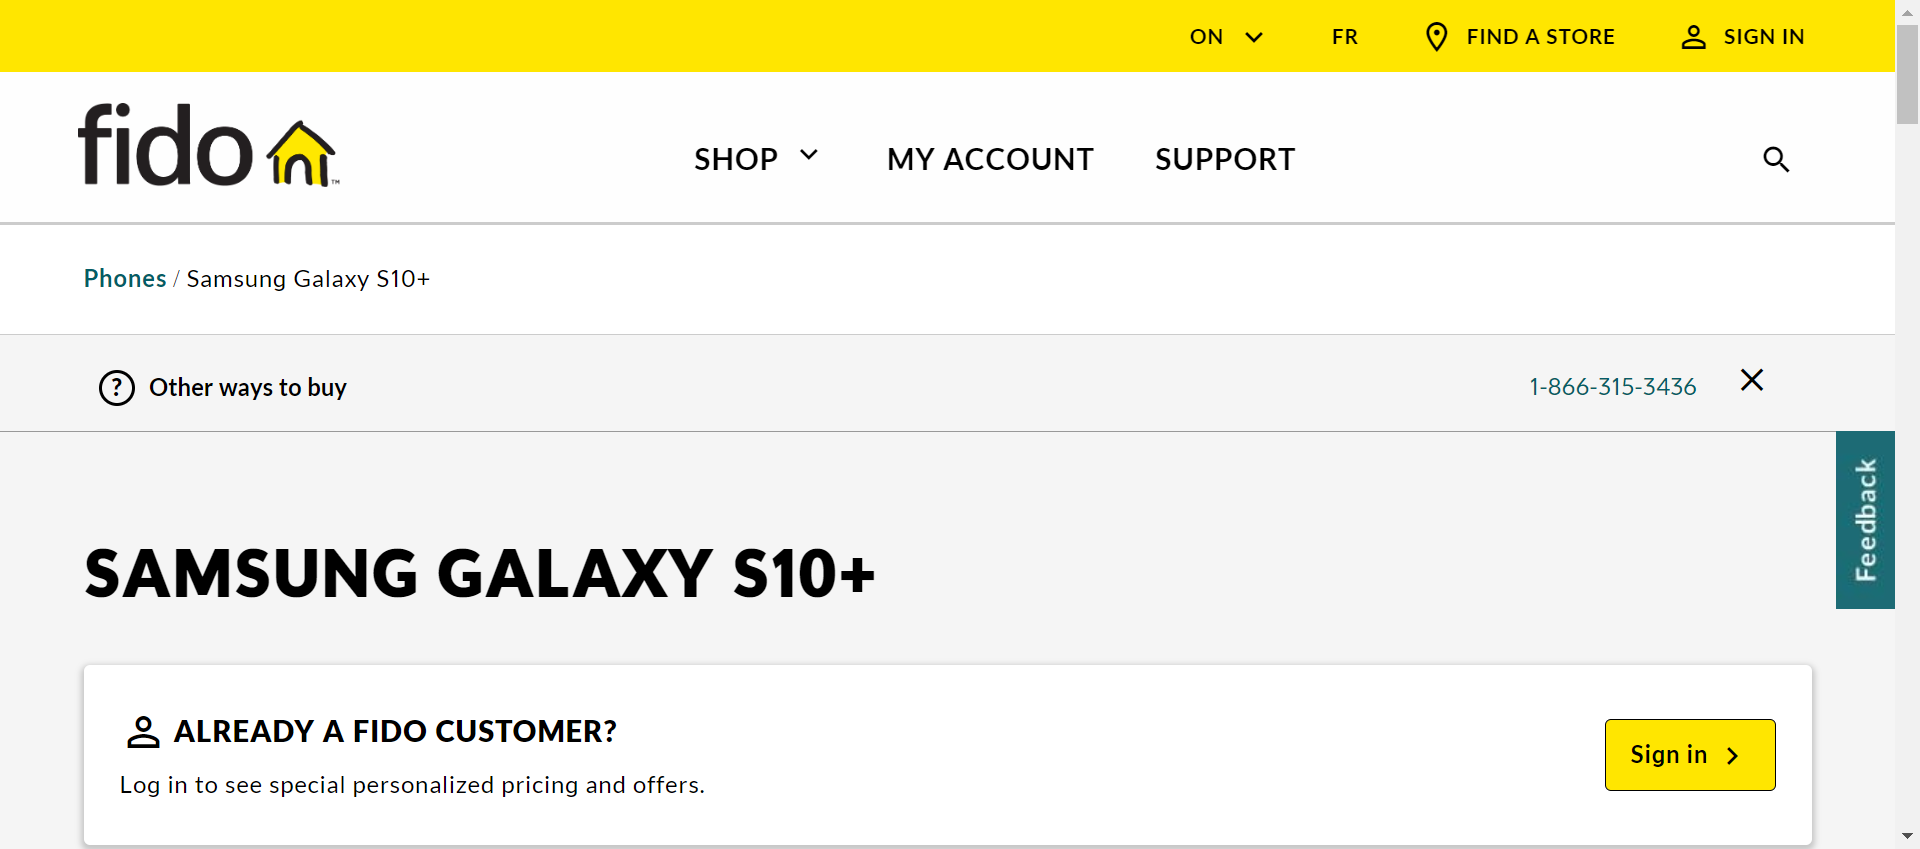 ON FR FIND A STORE SIGN IN
fido ™
SHOP MY ACCOUNT SUPPORT
Phones / Samsung Galaxy S10+
? Other ways to buy 1-866-315-3436
Feedback
SAMSUNG GALAXY S10+
ALREADY A FIDO CUSTOMER?
Log in to see special personalized pricing and offers.
Sign in